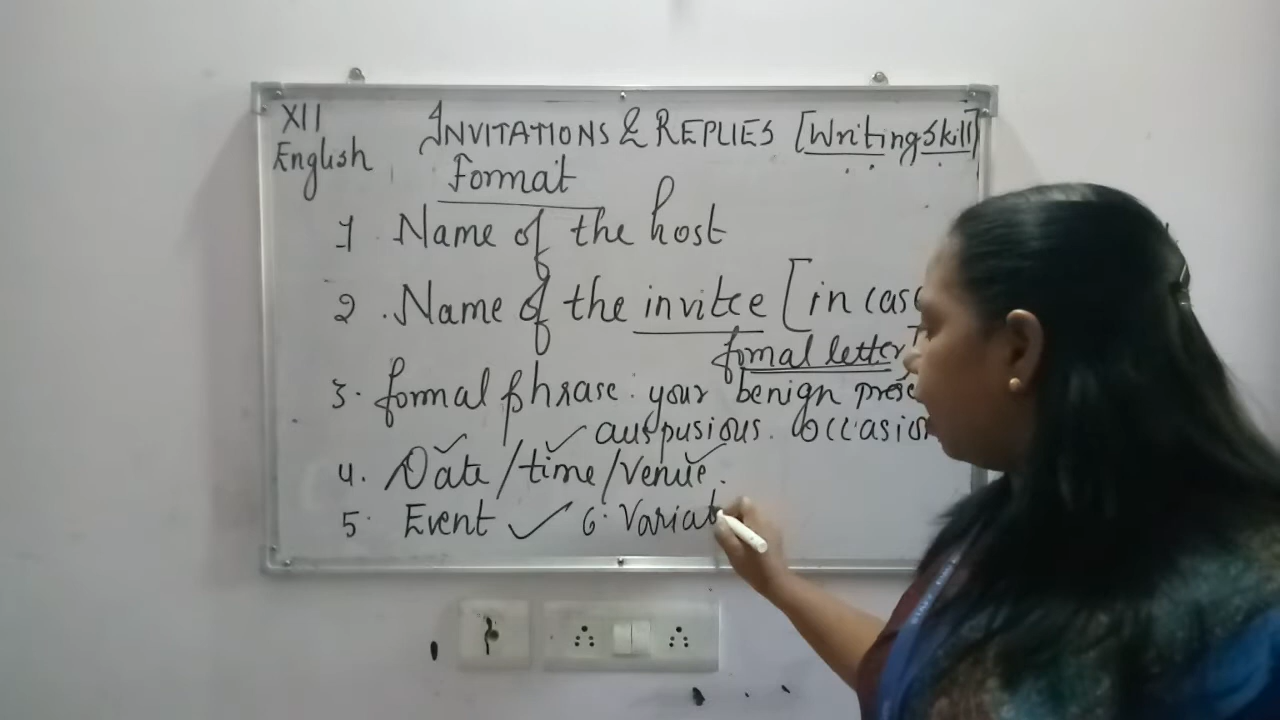 XII INVITATIONS & REPLIES [Writing Skill]
English
Format
1 Name of the host
2. Name of the invitee [in case
formal letter]
3. formal phrase. your benign prese
auspusious. occasion
4. Date/time/Venue.
5. Event 6. Variat